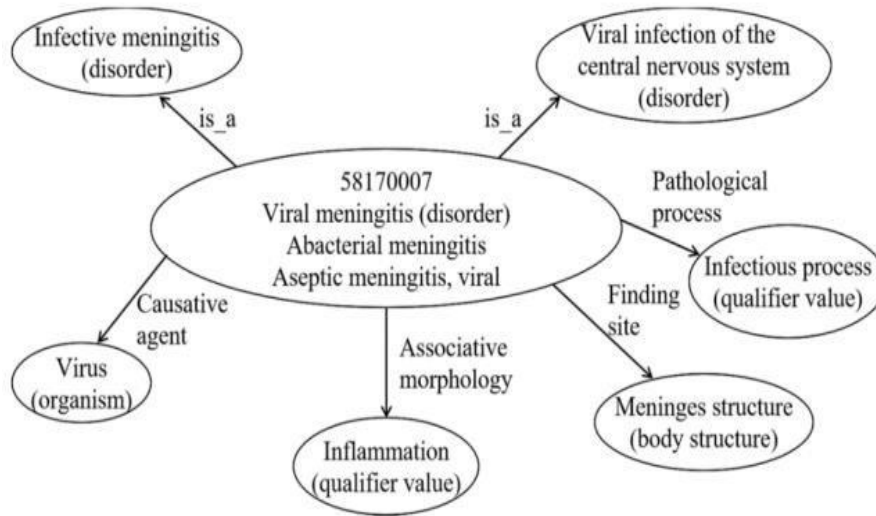 Infective meningitis
(disorder)
Viral infection of the
central nervous system
(disorder)
is_a
is_a
58170007
Viral meningitis (disorder)
Abacterial meningitis
Aseptic meningitis, viral
Pathological
process
Infectious process
(qualifier value)
Causative
agent
Finding
site
Virus
(organism)
Associative
morphology
Meninges structure
(body structure)
Inflammation
(qualifier value)